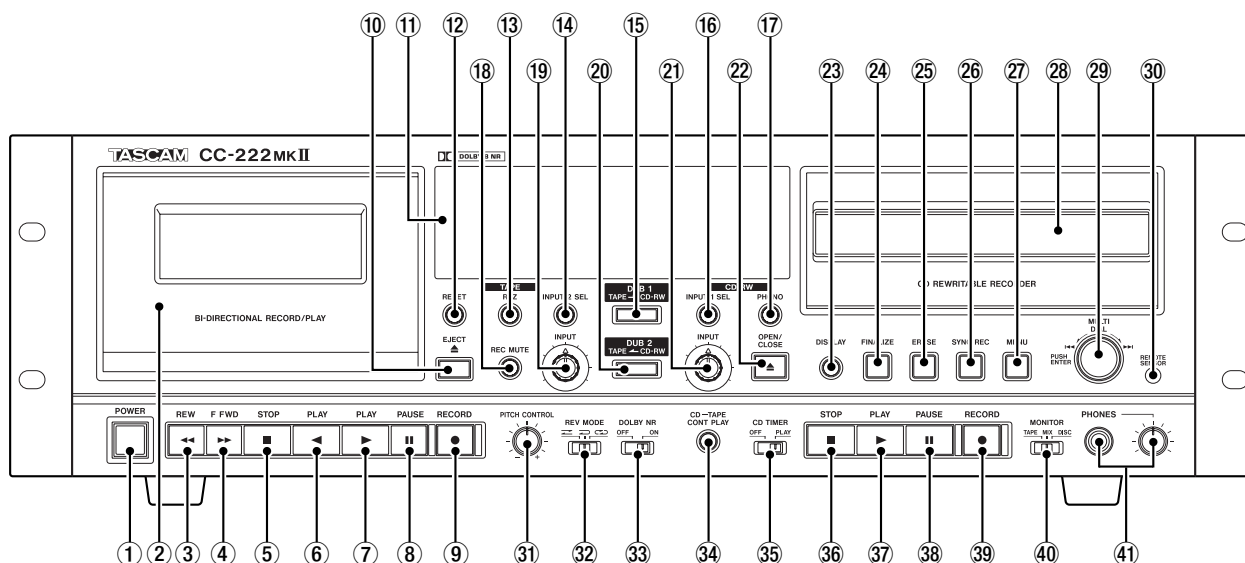 10 11 12 13 14 15 16 17
18 19 20 21 22 23 24 25 26 27 28 29 30
TASCAM CC-222MKII
DOLBY B NR
BI-DIRECTIONAL RECORD/PLAY
TAPE
CD-RW
RESET
RTZ
INPUT 2 SEL
DUB 1
TAPE CD-RW
INPUT 1 SEL
PHONO
EJECT
REC MUTE
INPUT
DUB 2
TAPE CD-RW
INPUT
OPEN/
CLOSE
CD REWRITABLE RECORDER
DISPLAY
FINALIZE
ERASE
SYNC REC
MENU
MULTI
DIAL
PUSH
ENTER
REMOTE
SENSOR
POWER
REW
F FWD
STOP
PLAY
PLAY
PAUSE
RECORD
PITCH CONTROL
− +
REV MODE
DOLBY NR
OFF ON
CD—TAPE
CONT PLAY
CD TIMER
OFF PLAY
STOP
PLAY
PAUSE
RECORD
MONITOR
TAPE MIX DISC
PHONES
1 2 3 4 5 6 7 8 9 31 32 33 34 35 36 37 38 39 40 41